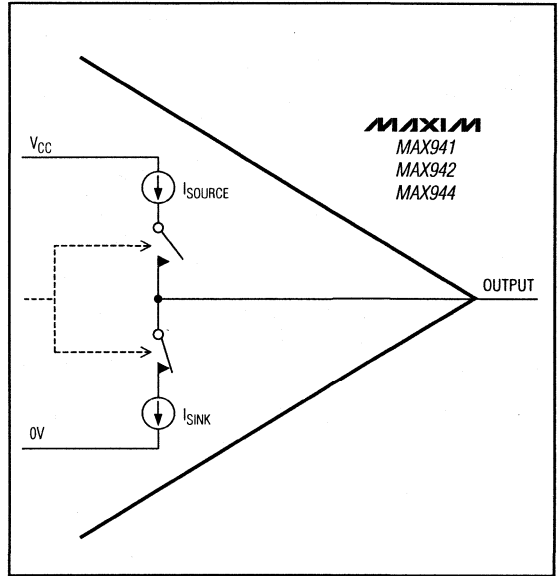 MAXIM
MAX941
MAX942
MAX944
VCC
ISOURCE
OUTPUT
ISINK
0V